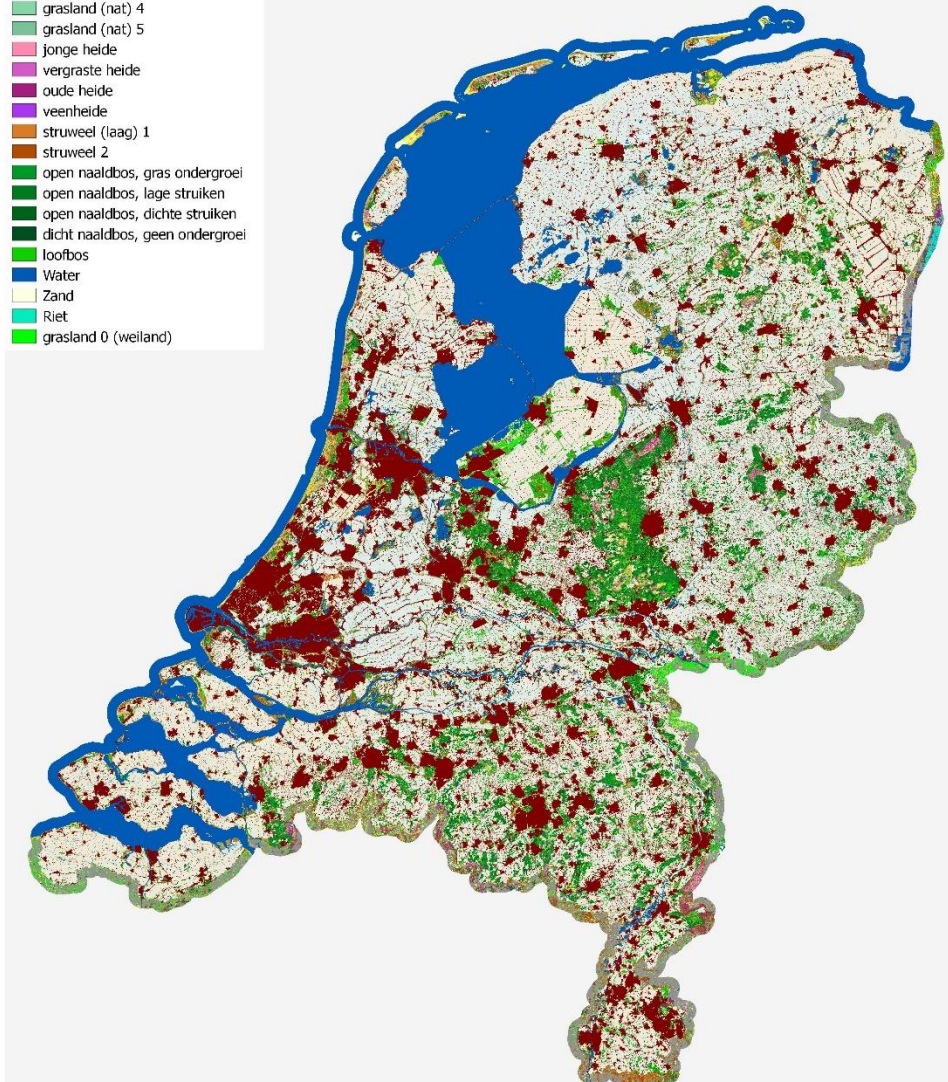 grasland (nat) 4
grasland (nat) 5
jonge heide
vergraste heide
oude heide
veenheide
struweel (laag) 1
struweel 2
open naaldbos, gras ondergroei
open naaldbos, lage struiken
open naaldbos, dichte struiken
dicht naaldbos, geen ondergroei
loofbos
Water
Zand
Riet
grasland 0 (weiland)